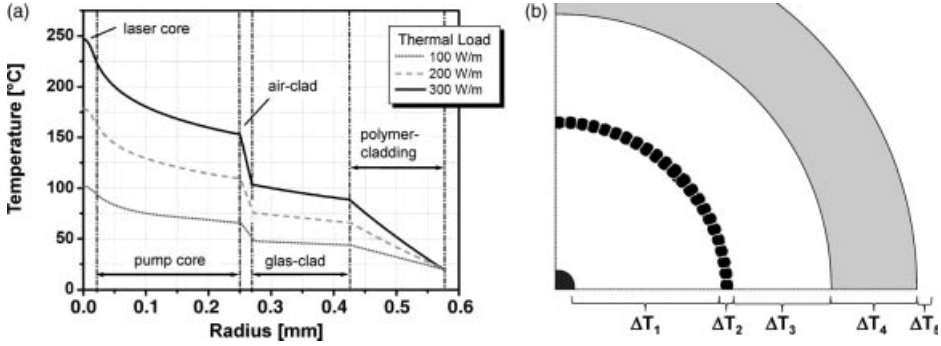 (a)
Temperature [°C]
250
200
150
100
50
0
0.0 0.1 0.2 0.3 0.4 0.5 0.6
Radius [mm]
laser core
air-clad
polymer-
cladding
pump core
glas-clad
Thermal Load
100 W/m
200 W/m
300 W/m
(b)
ΔT1 ΔT2 ΔT3 ΔT4 ΔT5